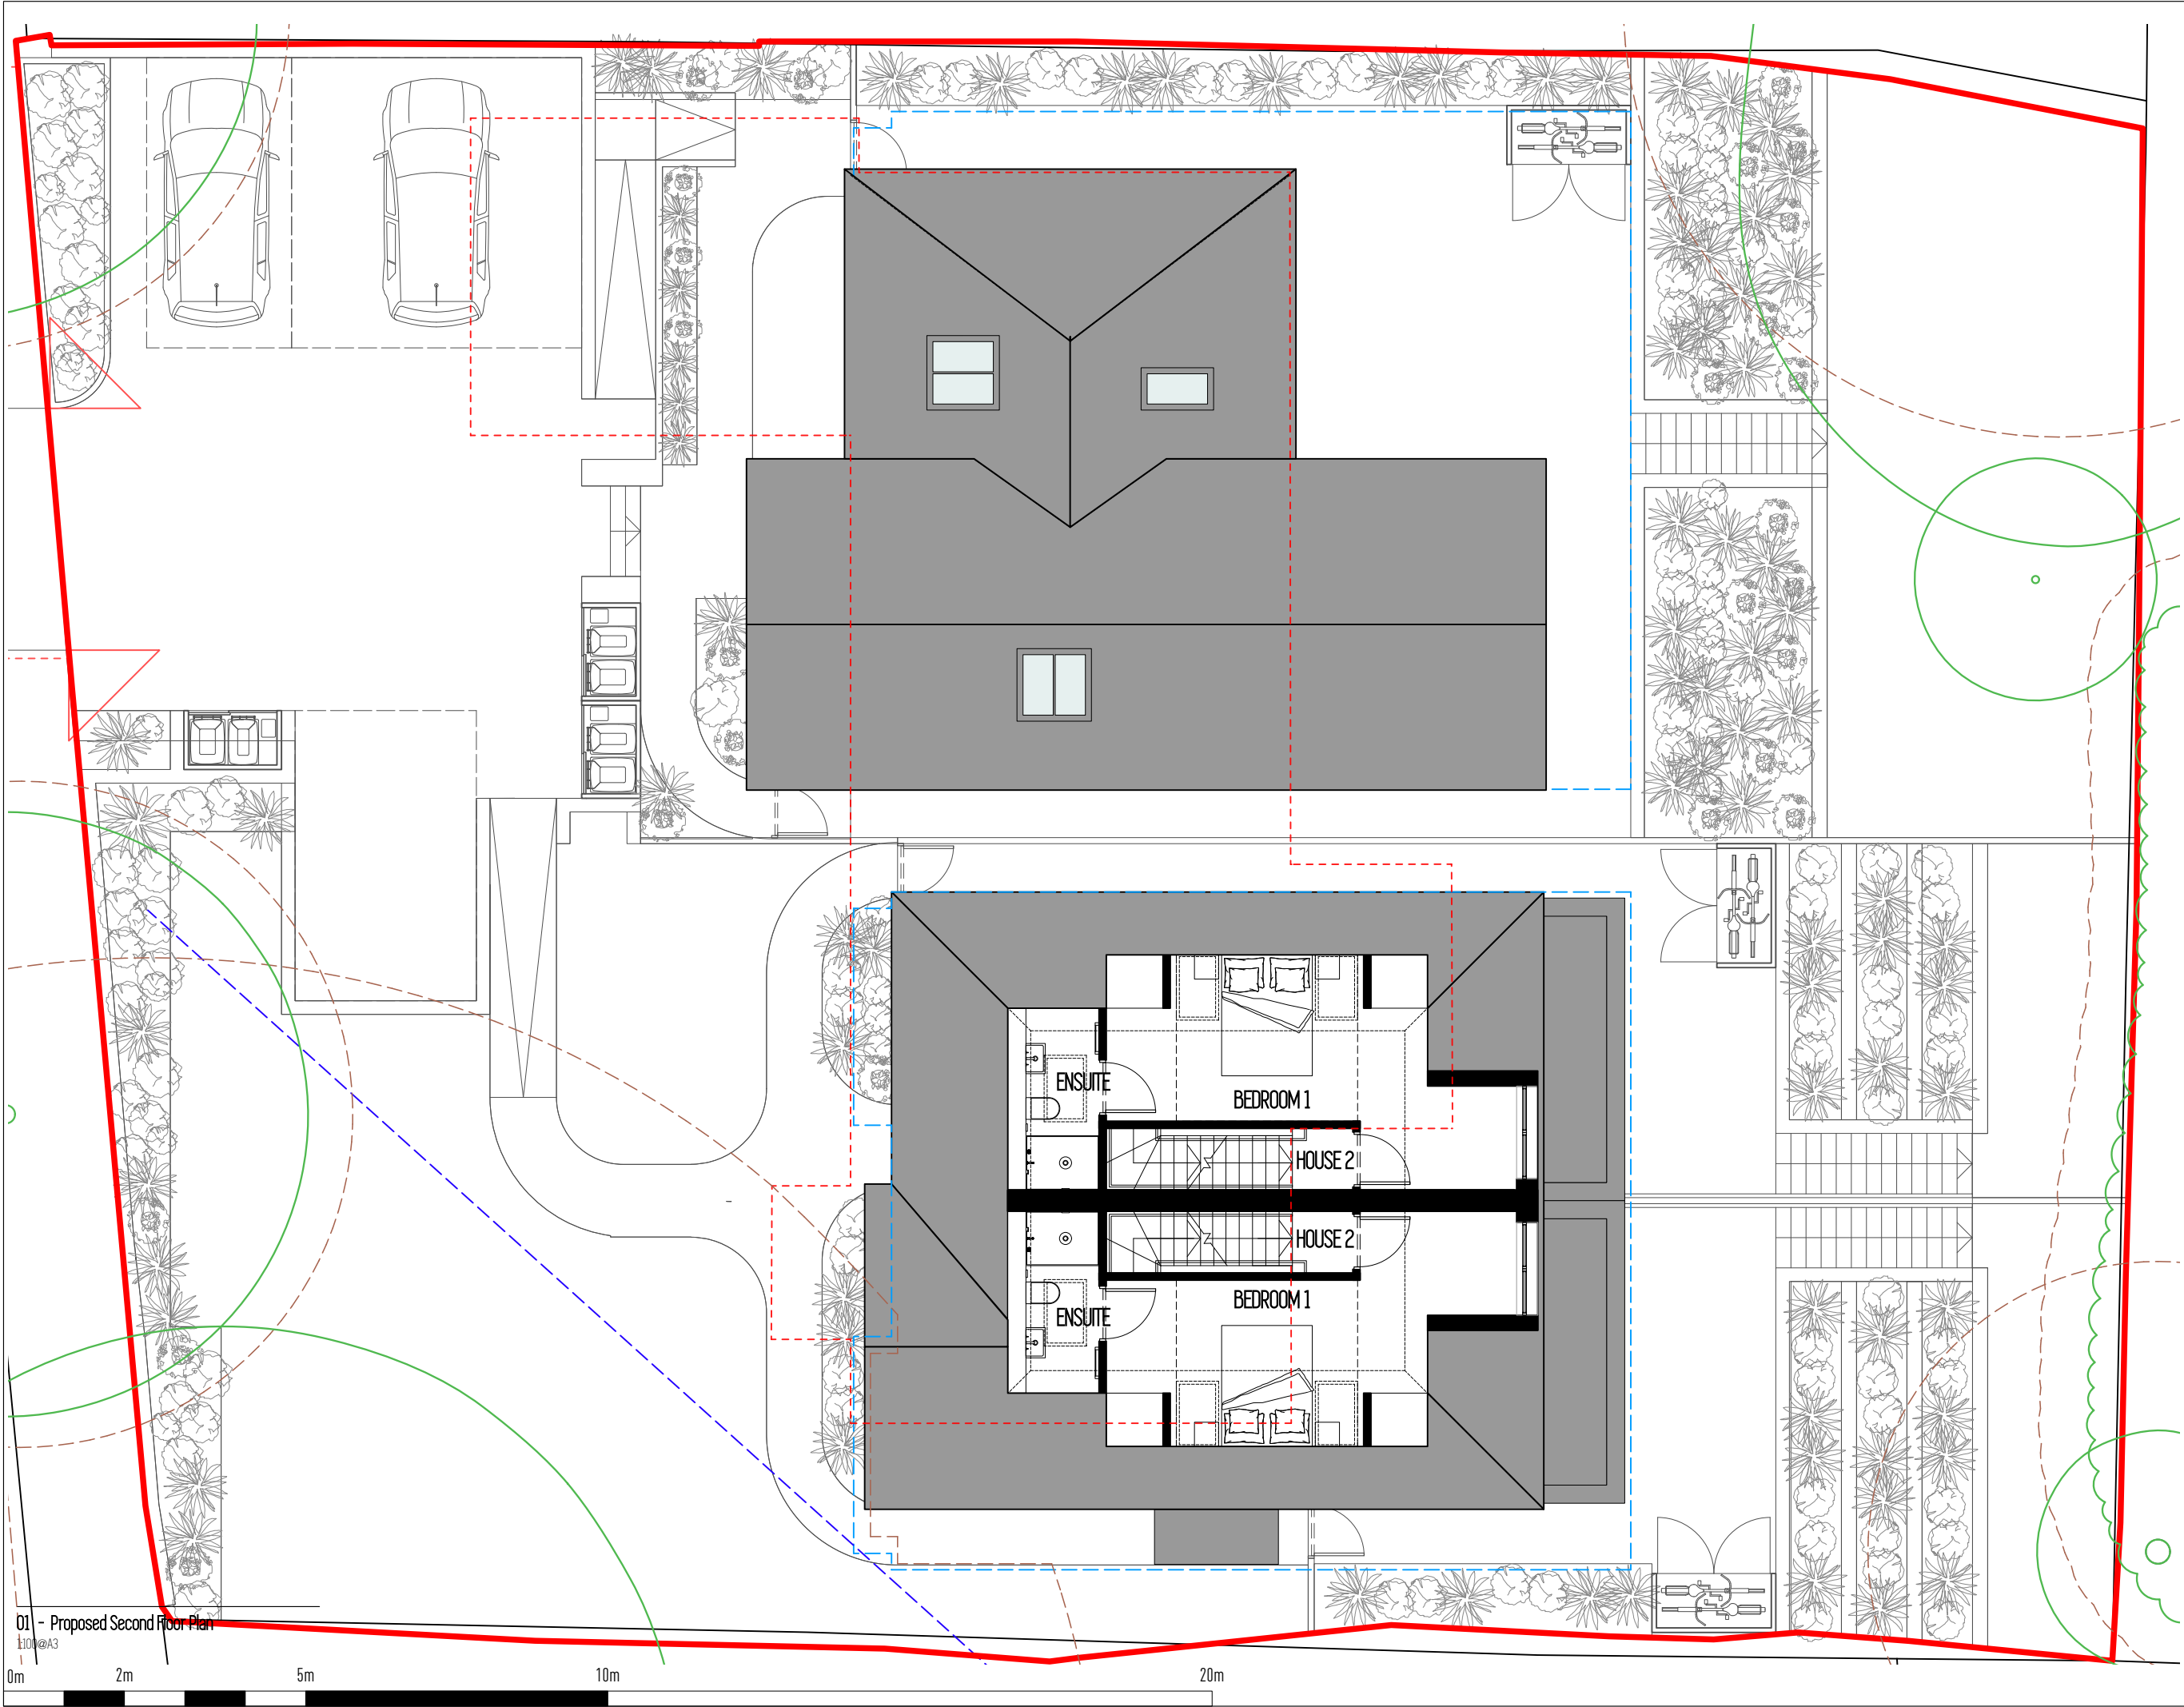 ENSUITE
BEDROOM 1
HOUSE 2
HOUSE 2
BEDROOM 1
ENSUITE
01 - Proposed Second Floor Plan
1:100@A3
0m 2m 5m 10m 20m